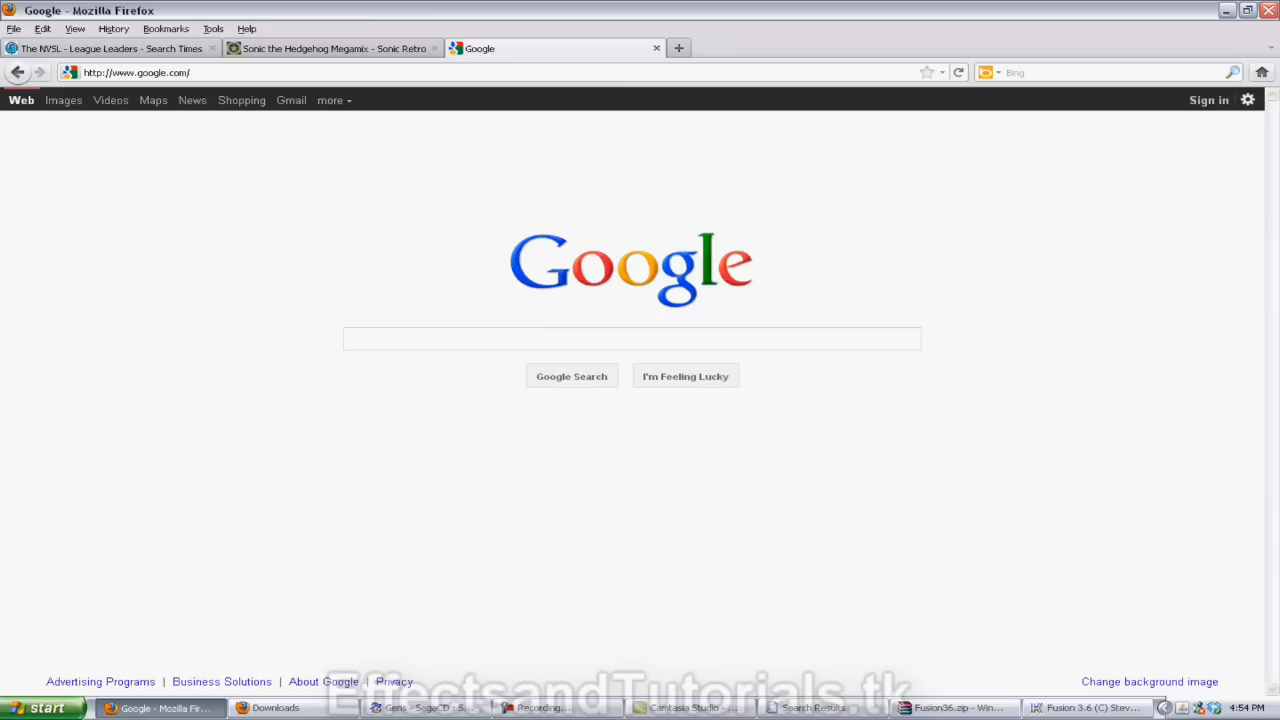 Google - Mozilla Firefox
File Edit View History Bookmarks Tools Help
The NVSL - League Leaders - Search Times
Sonic the Hedgehog Megamix - Sonic Retro
Google
http://www.google.com/
Bing
Web Images Videos Maps News Shopping Gmail more
Sign in
Google
Google Search
I'm Feeling Lucky
Advertising Programs | Business Solutions | About Google | Privacy
Change background image
EffectsandTutorials.tk
start
Google - Mozilla Fir...
Downloads
Gens - SegaCD - S...
Recording...
Camtasia Studio - ...
Search Results
Fusion36.zip - Win...
Fusion 3.6 (C) Stev...
4:54 PM